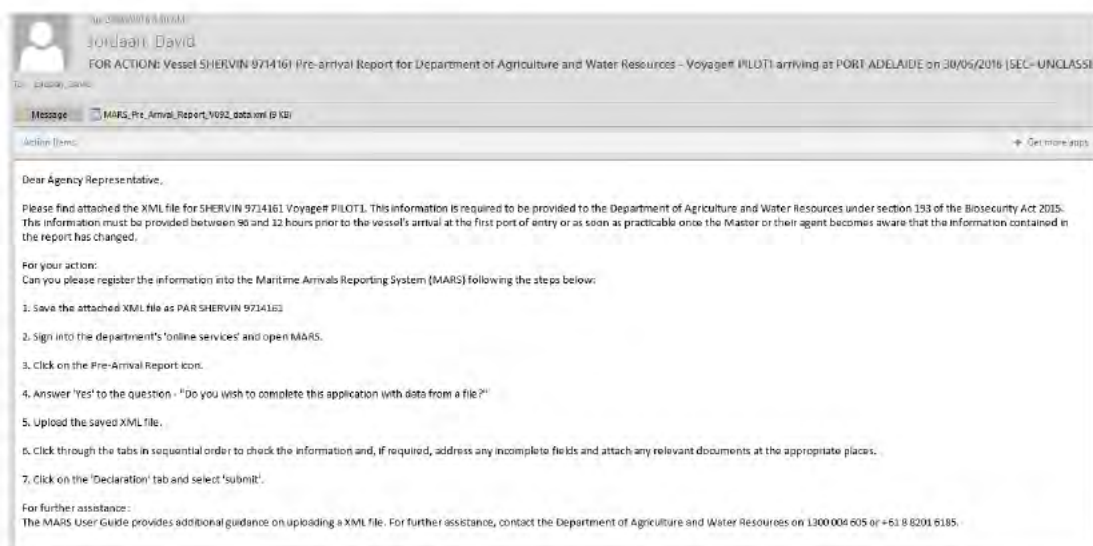 Jordaan, David
FOR ACTION: Vessel SHERVIN 9714161 Pre-arrival Report for Department of Agriculture and Water Resources - Voyage# PILOT1 arriving at PORT ADELAIDE on 30/06/2016 [SEC=UNCLASSI
To
Message MARS_Pre_Arrival_Report_V092_data.xml (9 KB)
Action Items + Get more apps
Dear Agency Representative,
Please find attached the XML file for SHERVIN 9714161 Voyage# PILOT1. This information is required to be provided to the Department of Agriculture and Water Resources under section 193 of the Biosecurity Act 2015.
This information must be provided between 96 and 12 hours prior to the vessel's arrival at the first port of entry or as soon as practicable once the Master or their agent becomes aware that the information contained in
the report has changed.
For your action:
Can you please register the information into the Maritime Arrivals Reporting System (MARS) following the steps below:
1. Save the attached XML file as PAR SHERVIN 9714161
2. Sign into the department's 'online services' and open MARS.
3. Click on the Pre-Arrival Report icon.
4. Answer 'Yes' to the question - "Do you wish to complete this application with data from a file?"
5. Upload the saved XML file.
6. Click through the tabs in sequential order to check the information and, if required, address any incomplete fields and attach any relevant documents at the appropriate places.
7. Click on the 'Declaration' tab and select 'submit'.
For further assistance:
The MARS User Guide provides additional guidance on uploading a XML file. For further assistance, contact the Department of Agriculture and Water Resources on 1300 004 605 or +61 8 8201 6185.